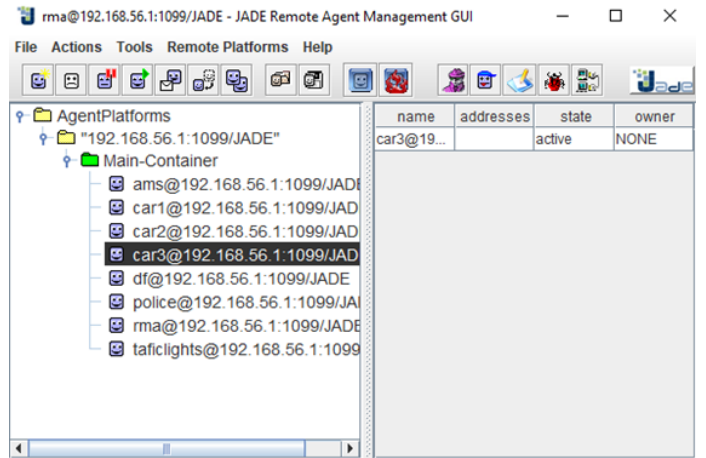 rma@192.168.56.1:1099/JADE - JADE Remote Agent Management GUI
File Actions Tools Remote Platforms Help
Jade
AgentPlatforms
"192.168.56.1:1099/JADE"
Main-Container
ams@192.168.56.1:1099/JADE
car1@192.168.56.1:1099/JAD
car2@192.168.56.1:1099/JAD
car3@192.168.56.1:1099/JAD
df@192.168.56.1:1099/JADE
police@192.168.56.1:1099/JA
rma@192.168.56.1:1099/JADE
taficlights@192.168.56.1:1099
name addresses state owner
car3@19... active NONE